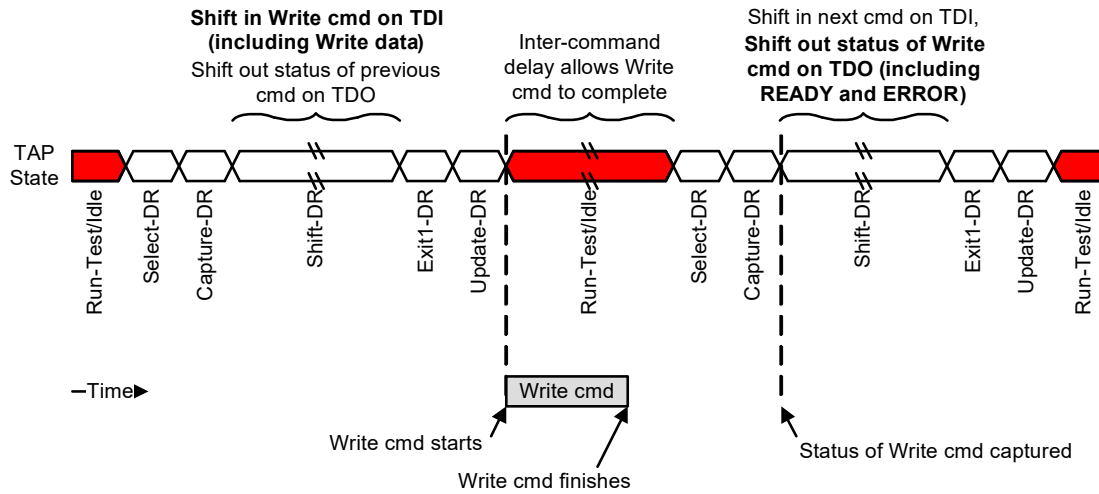 Shift in Write cmd on TDI
(including Write data)
Shift out status of previous
cmd on TDO
Inter-command
delay allows Write
cmd to complete
Shift in next cmd on TDI,
Shift out status of Write
cmd on TDO (including
READY and ERROR)
TAP
State
Run-Test/Idle
Select-DR
Capture-DR
Shift-DR
Exit1-DR
Update-DR
Run-Test/Idle
Select-DR
Capture-DR
Shift-DR
Exit1-DR
Update-DR
Run-Test/Idle
Time
Write cmd
Write cmd starts
Write cmd finishes
Status of Write cmd captured